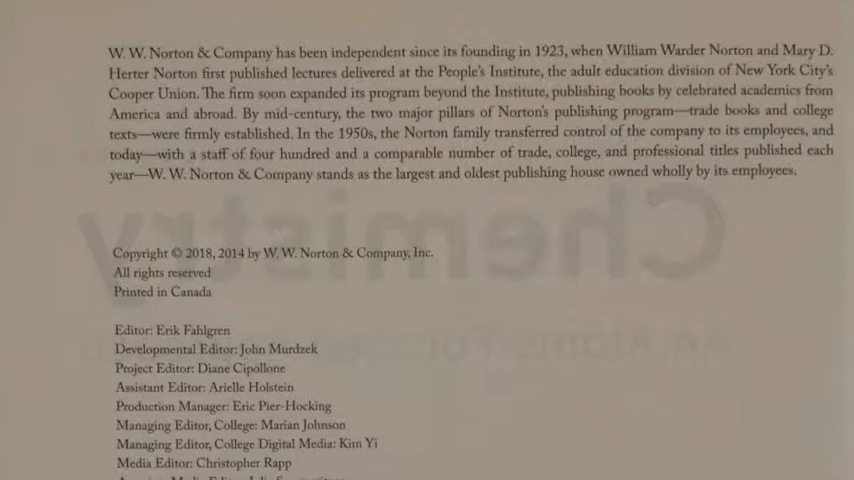 W. W. Norton & Company has been independent since its founding in 1923, when William Warder Norton and Mary D.
Herter Norton first published lectures delivered at the People's Institute, the adult education division of New York City's
Cooper Union. The firm soon expanded its program beyond the Institute, publishing books by celebrated academics from
America and abroad. By mid-century, the two major pillars of Norton's publishing program—trade books and college
texts—were firmly established. In the 1950s, the Norton family transferred control of the company to its employees, and
today—with a staff of four hundred and a comparable number of trade, college, and professional titles published each
year—W. W. Norton & Company stands as the largest and oldest publishing house owned wholly by its employees.
Chemistry
Copyright © 2018, 2014 by W. W. Norton & Company, Inc.
All rights reserved
Printed in Canada
Editor: Erik Fahlgren
Developmental Editor: John Murdzek
Project Editor: Diane Cipollone
Assistant Editor: Arielle Holstein
Production Manager: Eric Pier-Hocking
Managing Editor, College: Marian Johnson
Managing Editor, College Digital Media: Kim Yi
Media Editor: Christopher Rapp